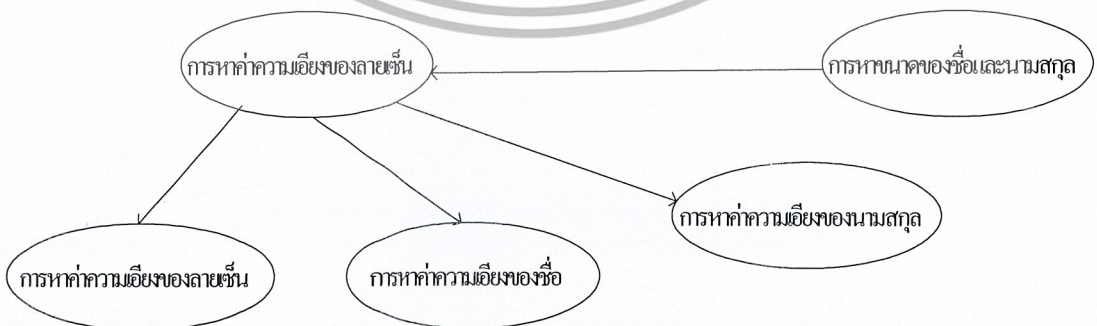 การหาค่าความเอียงของลายเซ็น
การหาขนาดของชื่อและนามสกุล
การหาค่าความเอียงของนามสกุล
การหาค่าความเอียงของลายเซ็น
การหาค่าความเอียงของชื่อ